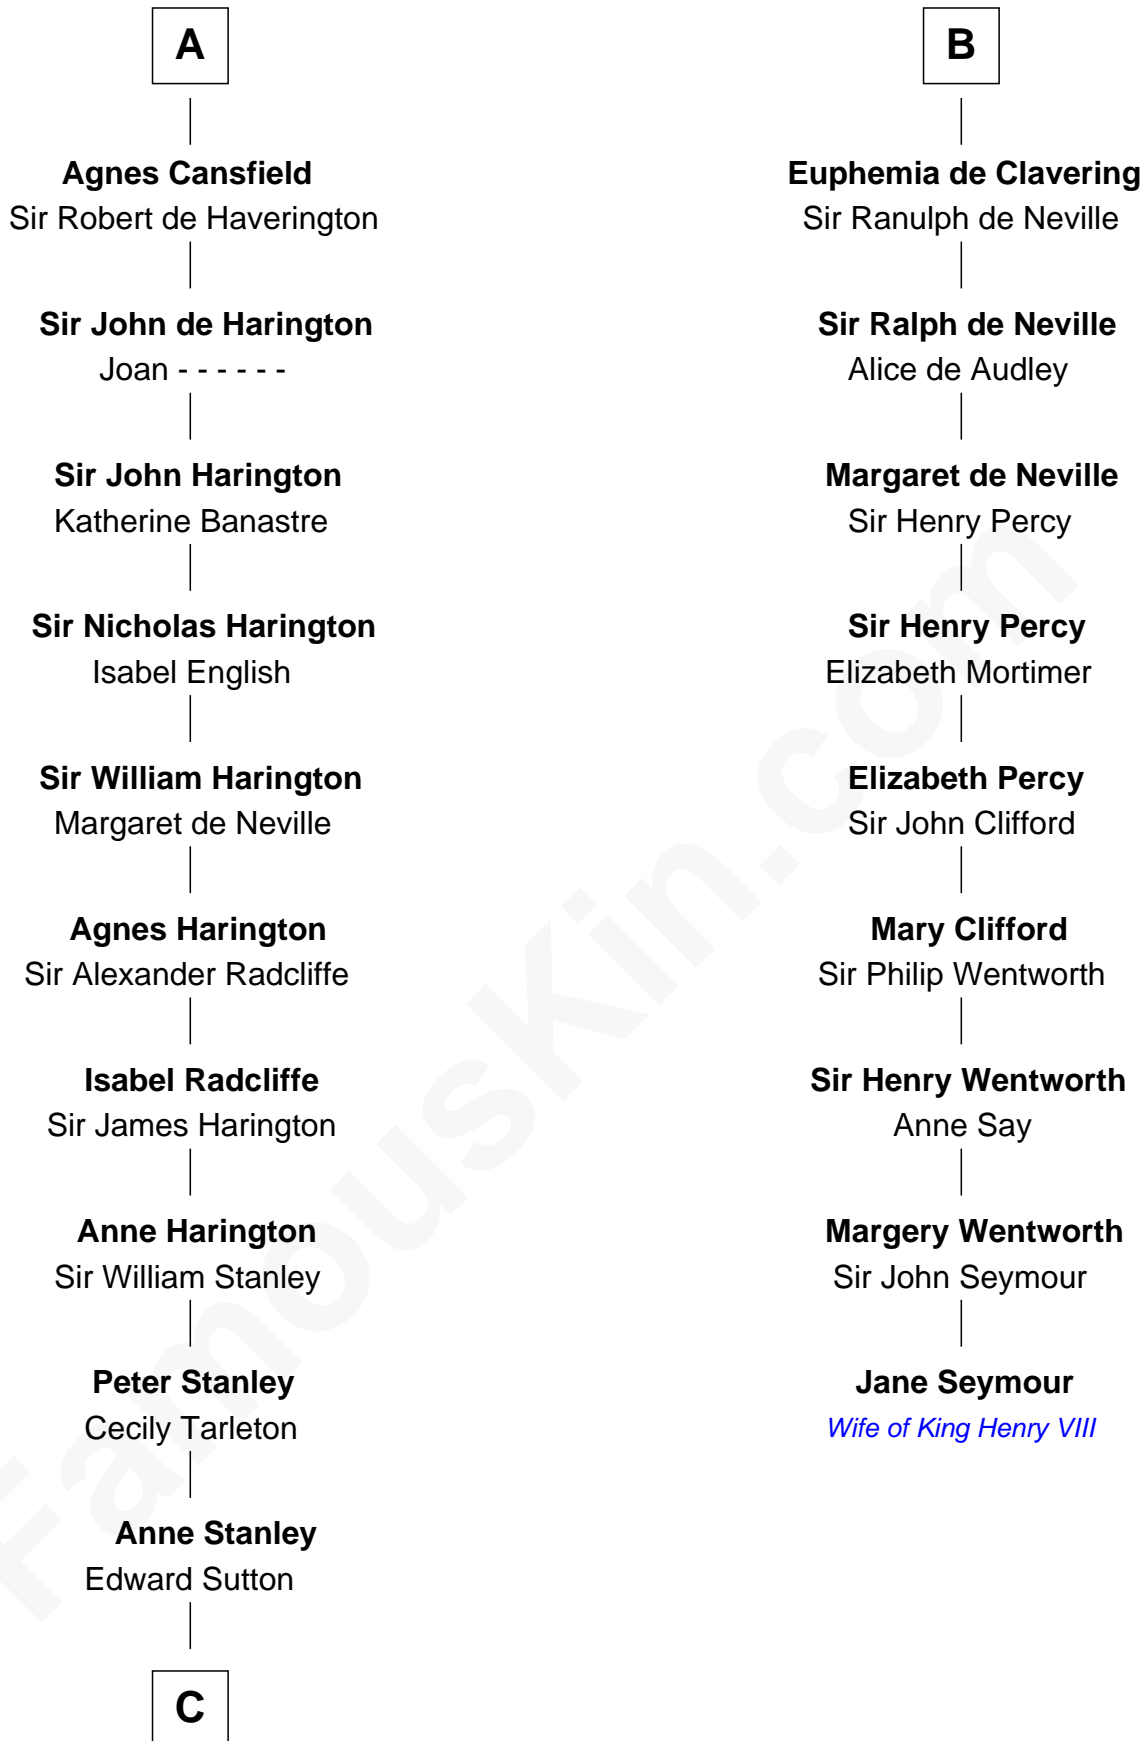 A
Agnes Cansfield
Sir Robert de Haverington
Sir John de Harington
Joan - - - - - -
Sir John Harington
Katherine Banastre
Sir Nicholas Harington
Isabel English
Sir William Harington
Margaret de Neville
Agnes Harington
Sir Alexander Radcliffe
Isabel Radcliffe
Sir James Harington
Anne Harington
Sir William Stanley
Peter Stanley
Cecily Tarleton
Anne Stanley
Edward Sutton
C
B
Euphemia de Clavering
Sir Ranulph de Neville
Sir Ralph de Neville
Alice de Audley
Margaret de Neville
Sir Henry Percy
Sir Henry Percy
Elizabeth Mortimer
Elizabeth Percy
Sir John Clifford
Mary Clifford
Sir Philip Wentworth
Sir Henry Wentworth
Anne Say
Margery Wentworth
Sir John Seymour
Jane Seymour
Wife of King Henry VIII
FamousKin.com